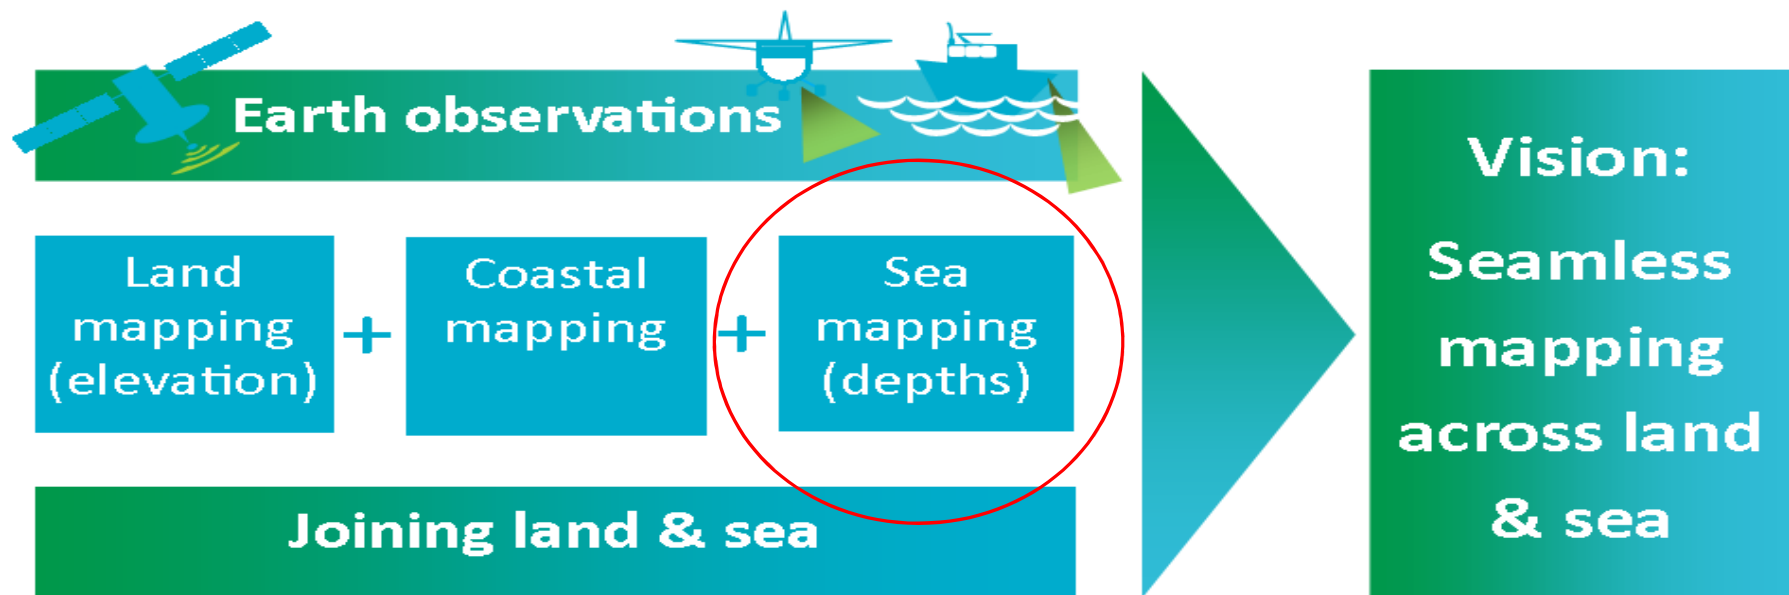 Earth observations
Land
mapping
(elevation)
+
Coastal
mapping
+
Sea
mapping
(depths)
Joining land & sea
Vision:
Seamless
mapping
across land
& sea